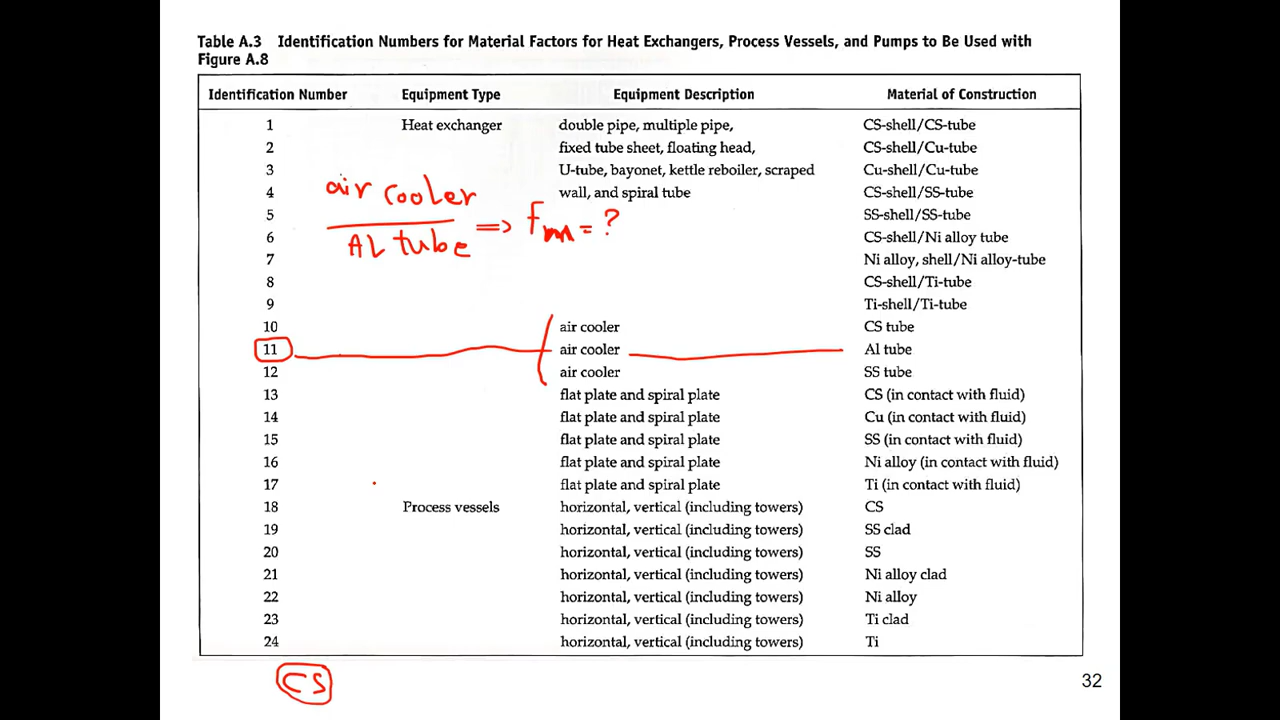 Table A.3 Identification Numbers for Material Factors for Heat Exchangers, Process Vessels, and Pumps to Be Used with
Figure A.8
Identification Number Equipment Type Equipment Description Material of Construction
1 Heat exchanger double pipe, multiple pipe, CS-shell/CS-tube
2 fixed tube sheet, floating head, CS-shell/Cu-tube
3 U-tube, bayonet, kettle reboiler, scraped Cu-shell/Cu-tube
4 wall, and spiral tube CS-shell/SS-tube
5 SS-shell/SS-tube
6 CS-shell/Ni alloy tube
7 Ni alloy, shell/Ni alloy-tube
8 CS-shell/Ti-tube
9 Ti-shell/Ti-tube
air cooler
AL tube => fm = ?
10 air cooler CS tube
11 air cooler Al tube
12 air cooler SS tube
13 flat plate and spiral plate CS (in contact with fluid)
14 flat plate and spiral plate Cu (in contact with fluid)
15 flat plate and spiral plate SS (in contact with fluid)
16 flat plate and spiral plate Ni alloy (in contact with fluid)
17 flat plate and spiral plate Ti (in contact with fluid)
18 Process vessels horizontal, vertical (including towers) CS
19 horizontal, vertical (including towers) SS clad
20 horizontal, vertical (including towers) SS
21 horizontal, vertical (including towers) Ni alloy clad
22 horizontal, vertical (including towers) Ni alloy
23 horizontal, vertical (including towers) Ti clad
24 horizontal, vertical (including towers) Ti
CS
32